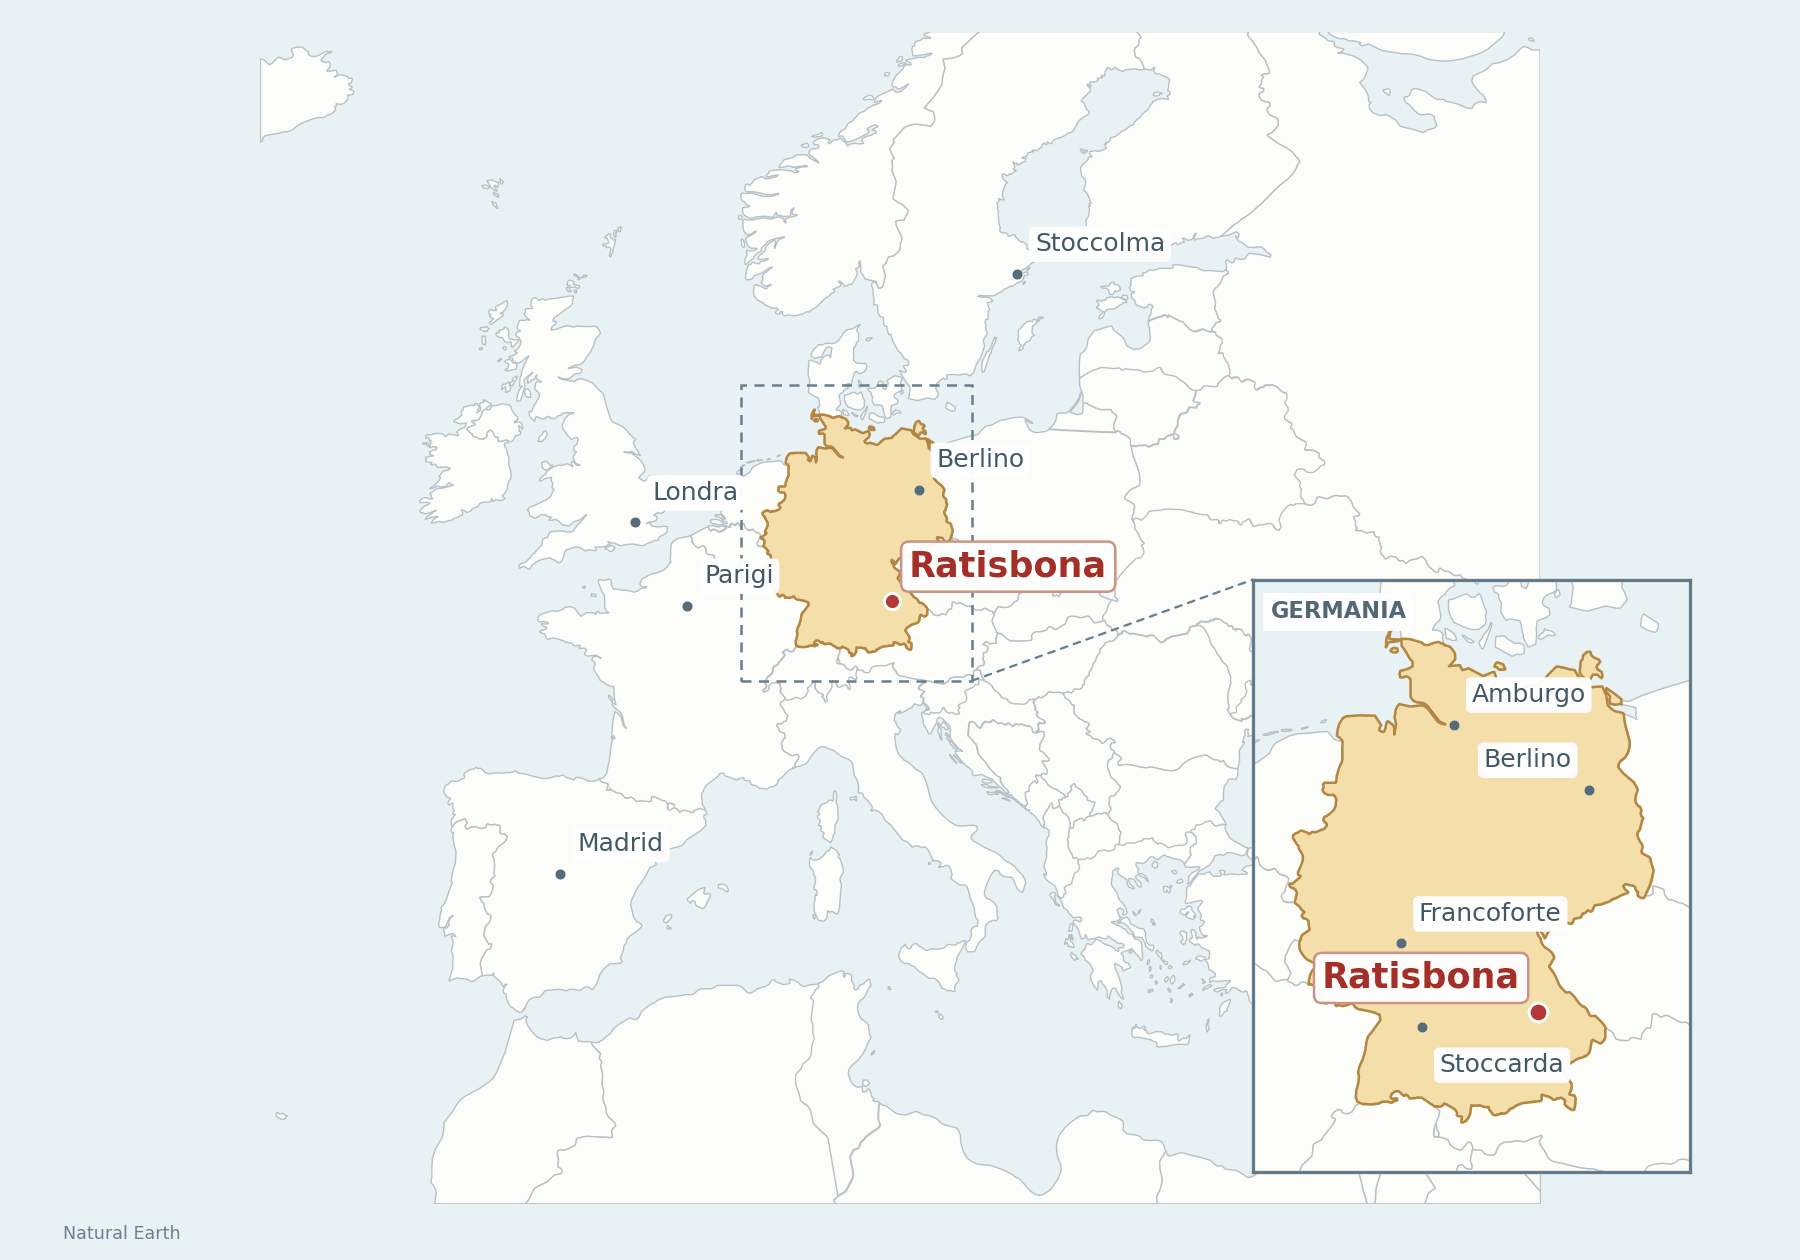 Stoccolma
Berlino
Londra
Ratisbona
Parigi
Madrid
GERMANIA
Amburgo
Berlino
Francoforte
Ratisbona
Stoccarda
Natural Earth